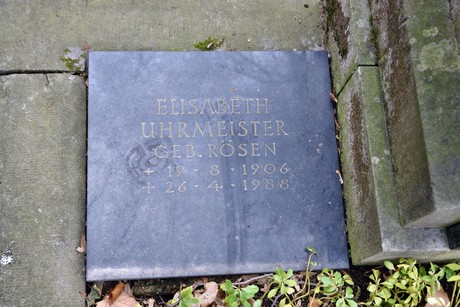 ELISABETH
UHRMEISTER
GEB. RÖSEN
+ 19 · 8 · 1906
+ 26 · 4 · 1988